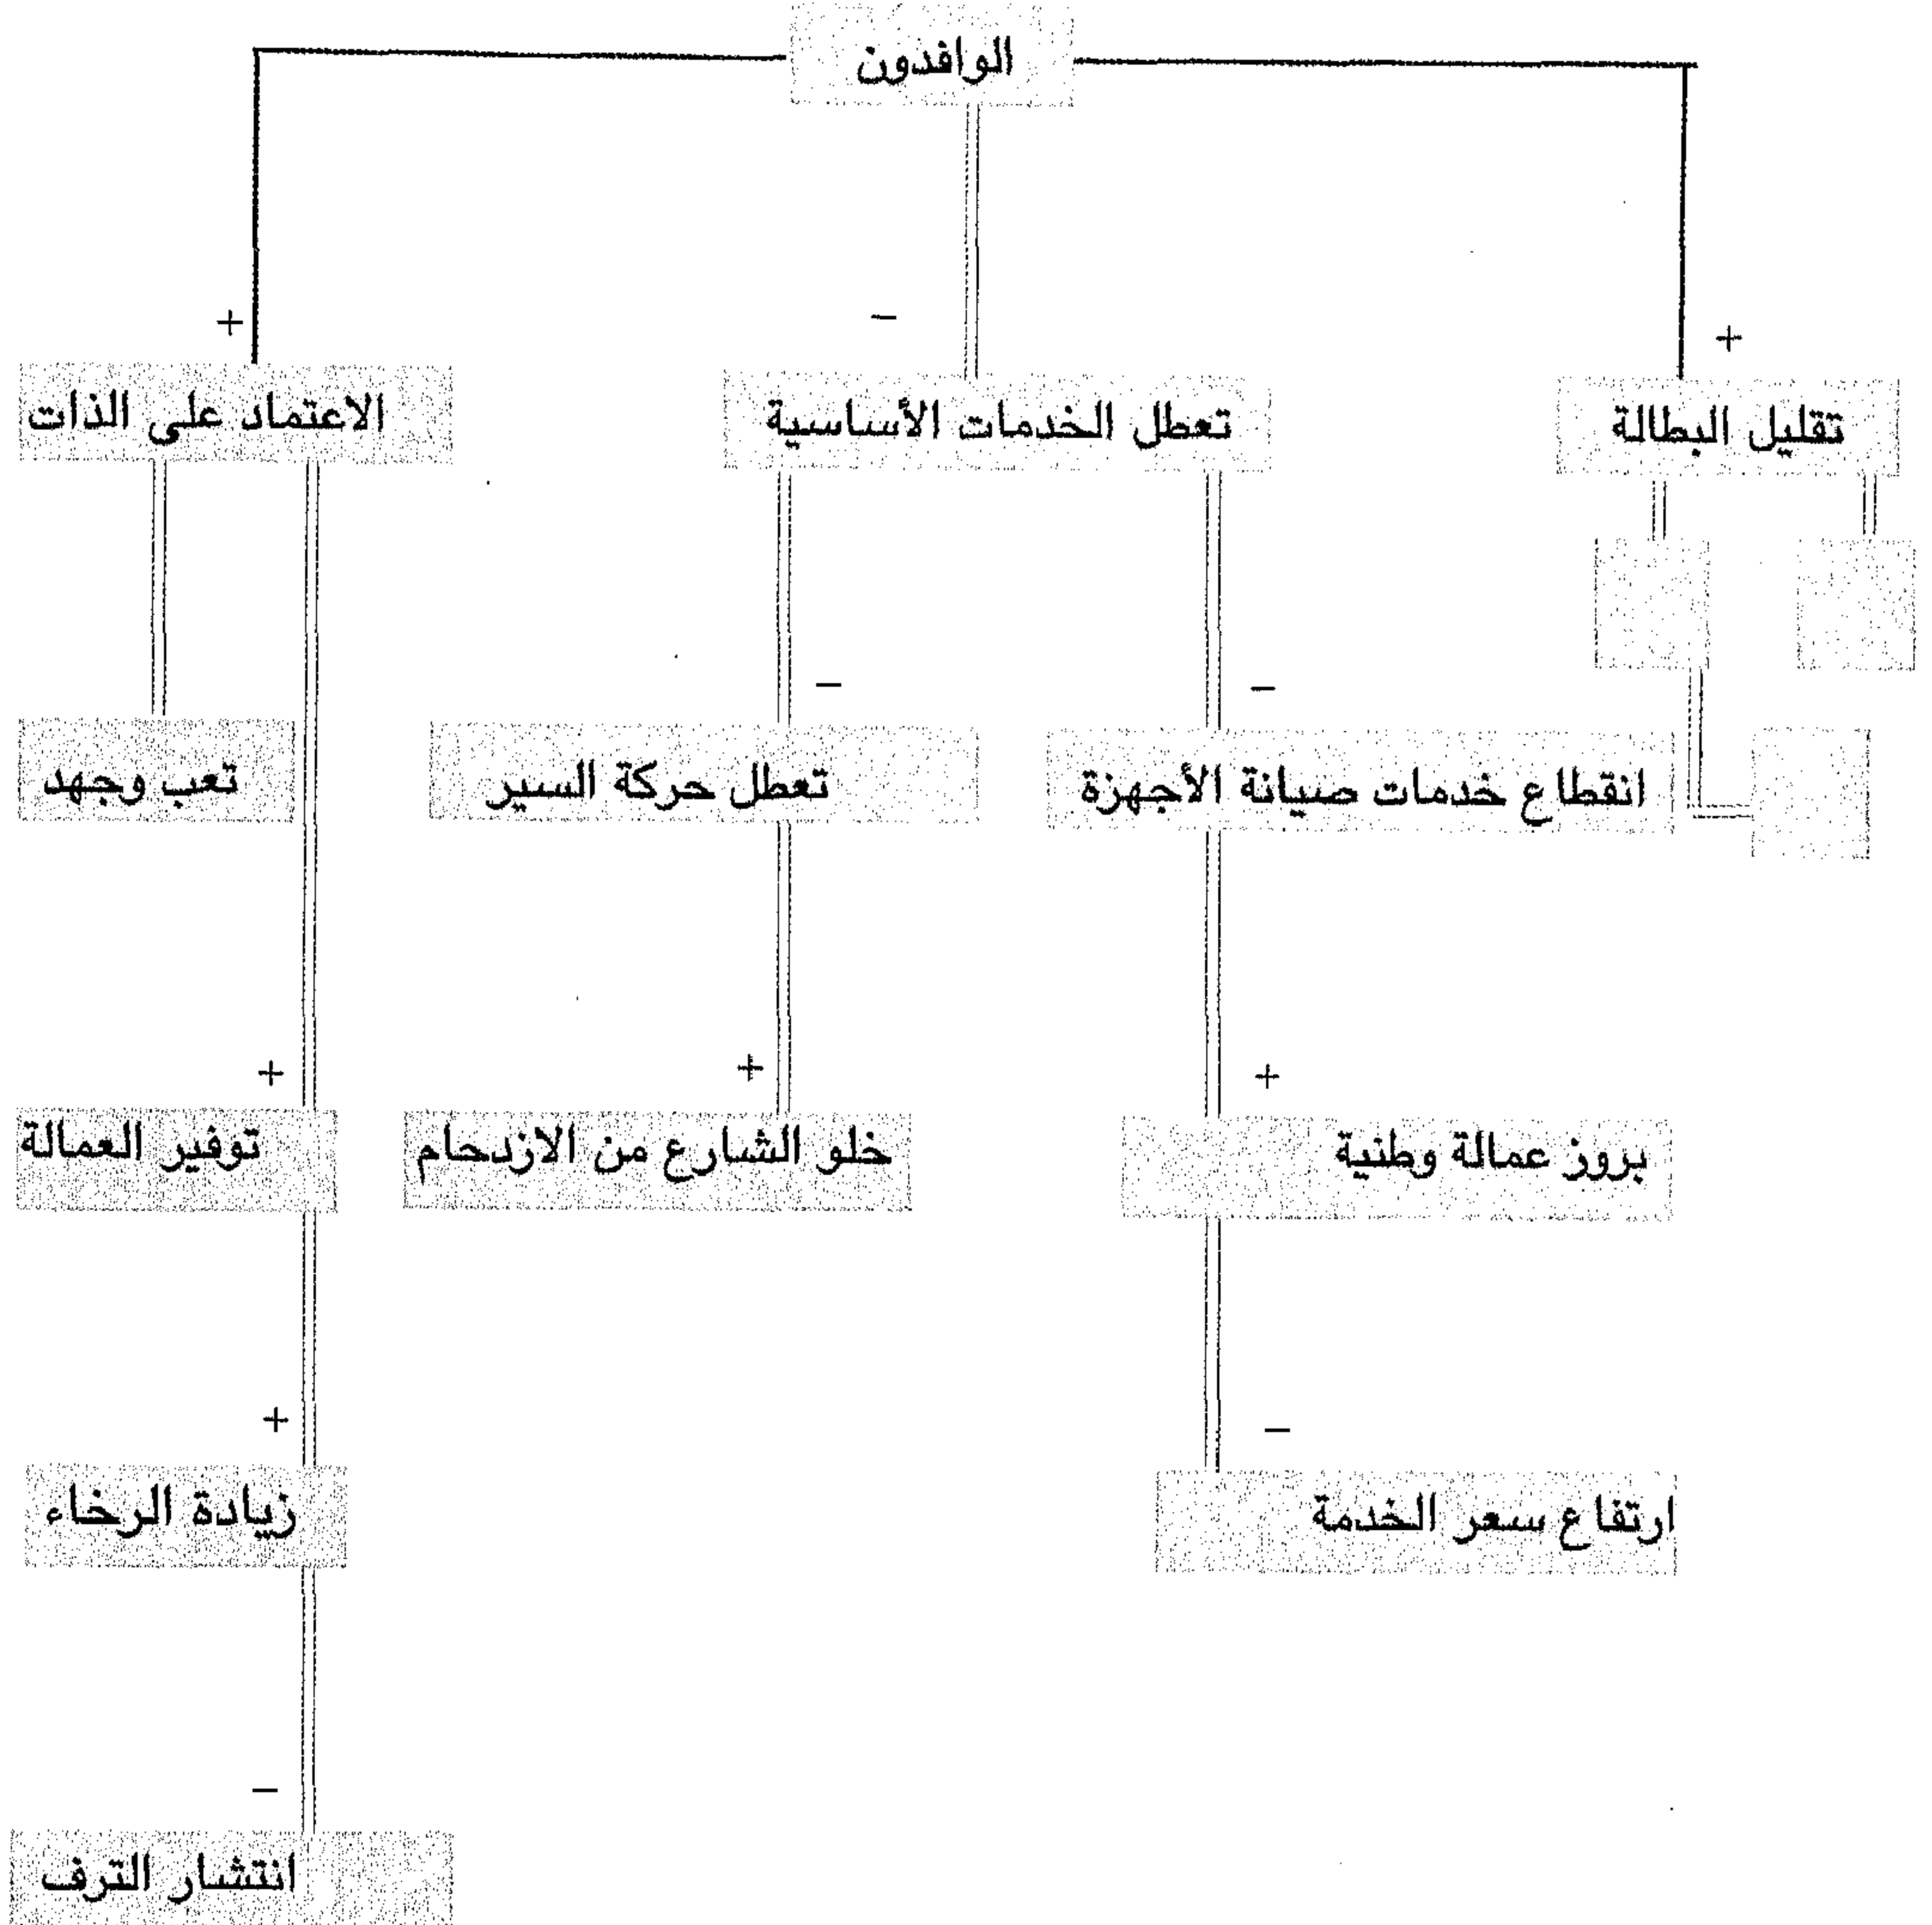 الوافدون
+
−
+
تقليل البطالة
تعطل الخدمات الأساسية
الاعتماد على الذات
−
−
انقطاع خدمات صيانة الأجهزة
تعطل حركة السير
تعب وجهد
+
+
+
بروز عمالة وطنية
خلو الشارع من الازدحام
توفير العمالة
−
+
ارتفاع سعر الخدمة
زيادة الرخاء
−
انتشار الترف